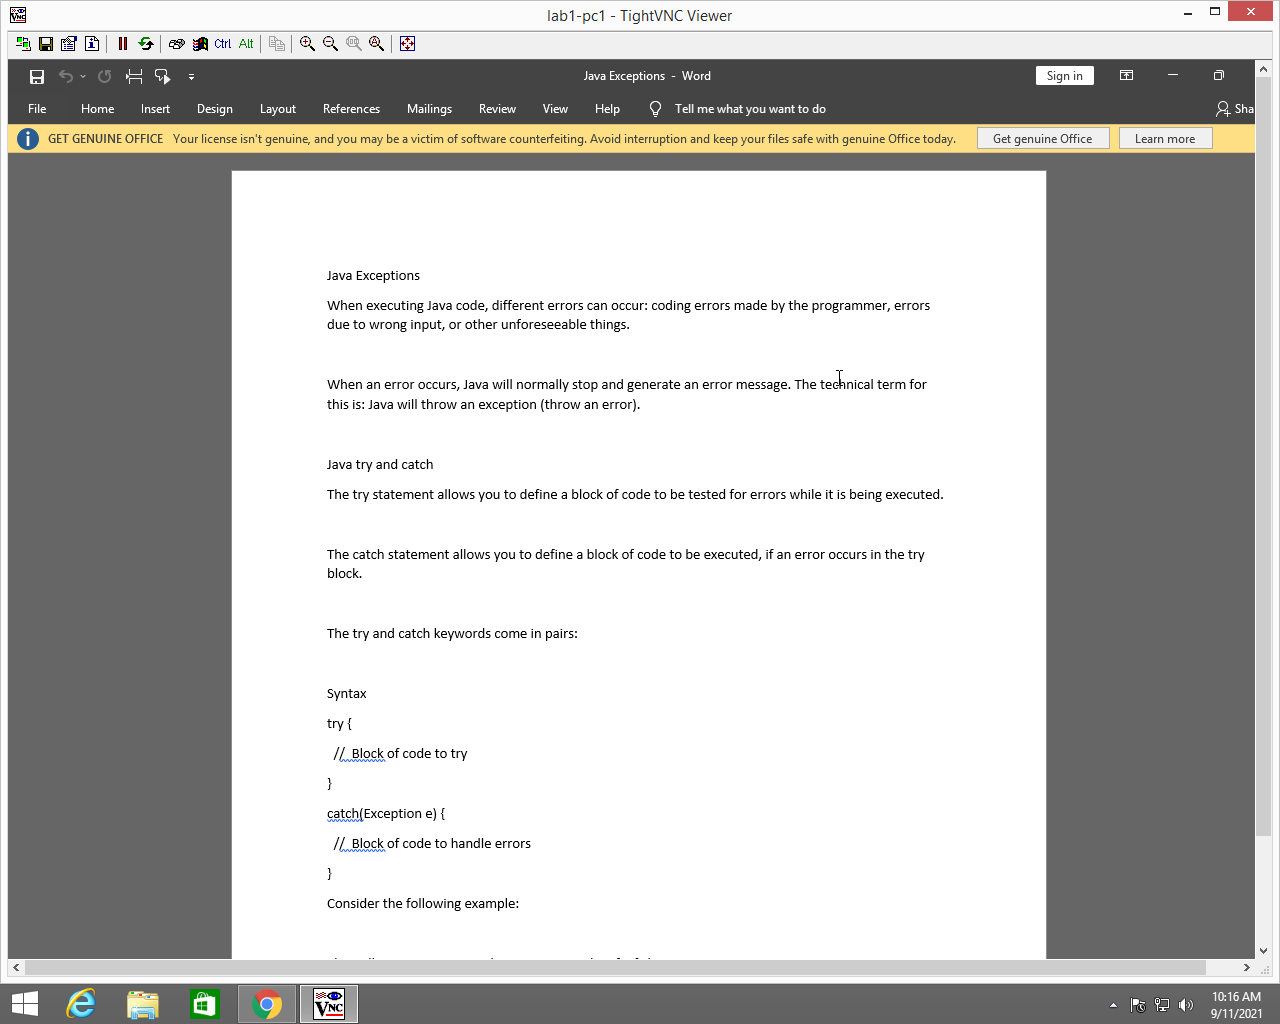 lab1-pc1 - TightVNC Viewer
Ctrl Alt
Java Exceptions - Word
Sign in
File Home Insert Design Layout References Mailings Review View Help Tell me what you want to do Sha
GET GENUINE OFFICE Your license isn't genuine, and you may be a victim of software counterfeiting. Avoid interruption and keep your files safe with genuine Office today. Get genuine Office Learn more
Java Exceptions
When executing Java code, different errors can occur: coding errors made by the programmer, errors
due to wrong input, or other unforeseeable things.
When an error occurs, Java will normally stop and generate an error message. The technical term for
this is: Java will throw an exception (throw an error).
Java try and catch
The try statement allows you to define a block of code to be tested for errors while it is being executed.
The catch statement allows you to define a block of code to be executed, if an error occurs in the try
block.
The try and catch keywords come in pairs:
Syntax
try {
// Block of code to try
}
catch(Exception e) {
// Block of code to handle errors
}
Consider the following example:
10:16 AM
9/11/2021